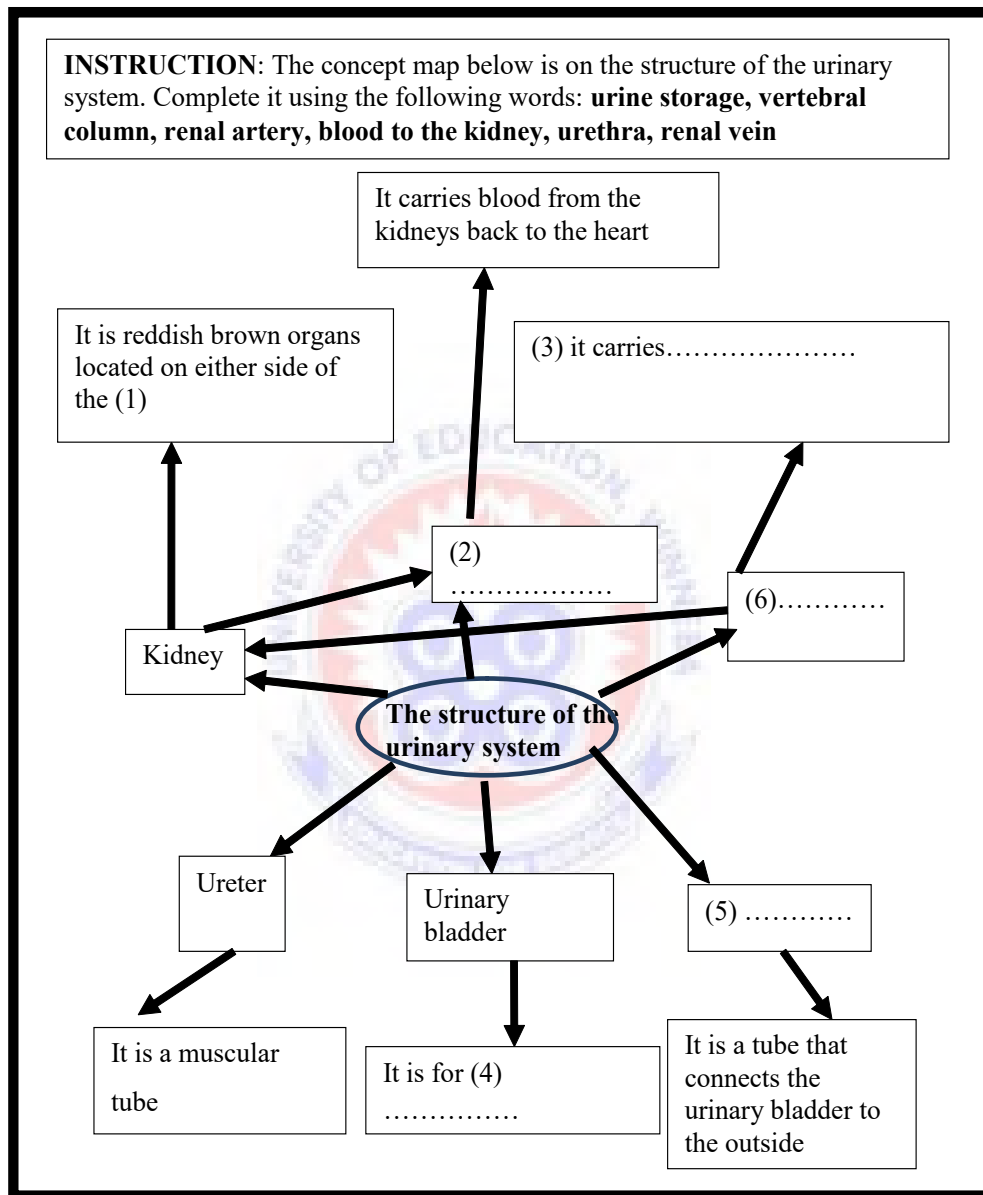 INSTRUCTION: The concept map below is on the structure of the urinary
system. Complete it using the following words: urine storage, vertebral
column, renal artery, blood to the kidney, urethra, renal vein
It carries blood from the
kidneys back to the heart
It is reddish brown organs
located on either side of
the (1)
(3) it carries.....................
(2)
..................
(6)............
Kidney
The structure of the
urinary system
Ureter
Urinary
bladder
(5) ............
It is a muscular
tube
It is for (4)
...............
It is a tube that
connects the
urinary bladder to
the outside
UNIVERSITY OF EDUCATION, WINNE